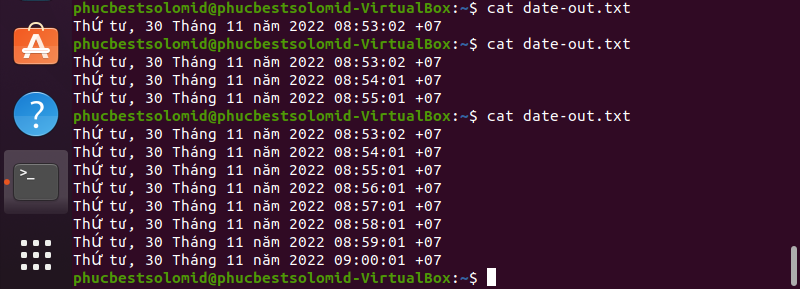 phucbestsolomid@phucbestsolomid-VirtualBox:~$ cat date-out.txt
Thứ tư, 30 Tháng 11 năm 2022 08:53:02 +07
phucbestsolomid@phucbestsolomid-VirtualBox:~$ cat date-out.txt
Thứ tư, 30 Tháng 11 năm 2022 08:53:02 +07
Thứ tư, 30 Tháng 11 năm 2022 08:54:01 +07
Thứ tư, 30 Tháng 11 năm 2022 08:55:01 +07
phucbestsolomid@phucbestsolomid-VirtualBox:~$ cat date-out.txt
Thứ tư, 30 Tháng 11 năm 2022 08:53:02 +07
Thứ tư, 30 Tháng 11 năm 2022 08:54:01 +07
Thứ tư, 30 Tháng 11 năm 2022 08:55:01 +07
Thứ tư, 30 Tháng 11 năm 2022 08:56:01 +07
Thứ tư, 30 Tháng 11 năm 2022 08:57:01 +07
Thứ tư, 30 Tháng 11 năm 2022 08:58:01 +07
Thứ tư, 30 Tháng 11 năm 2022 08:59:01 +07
Thứ tư, 30 Tháng 11 năm 2022 09:00:01 +07
phucbestsolomid@phucbestsolomid-VirtualBox:~$